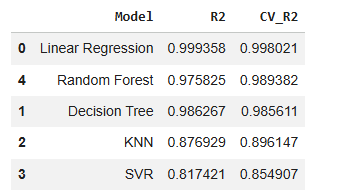 Model R2 CV_R2
0 Linear Regression 0.999358 0.998021
4 Random Forest 0.975825 0.989382
1 Decision Tree 0.986267 0.985611
2 KNN 0.876929 0.896147
3 SVR 0.817421 0.854907